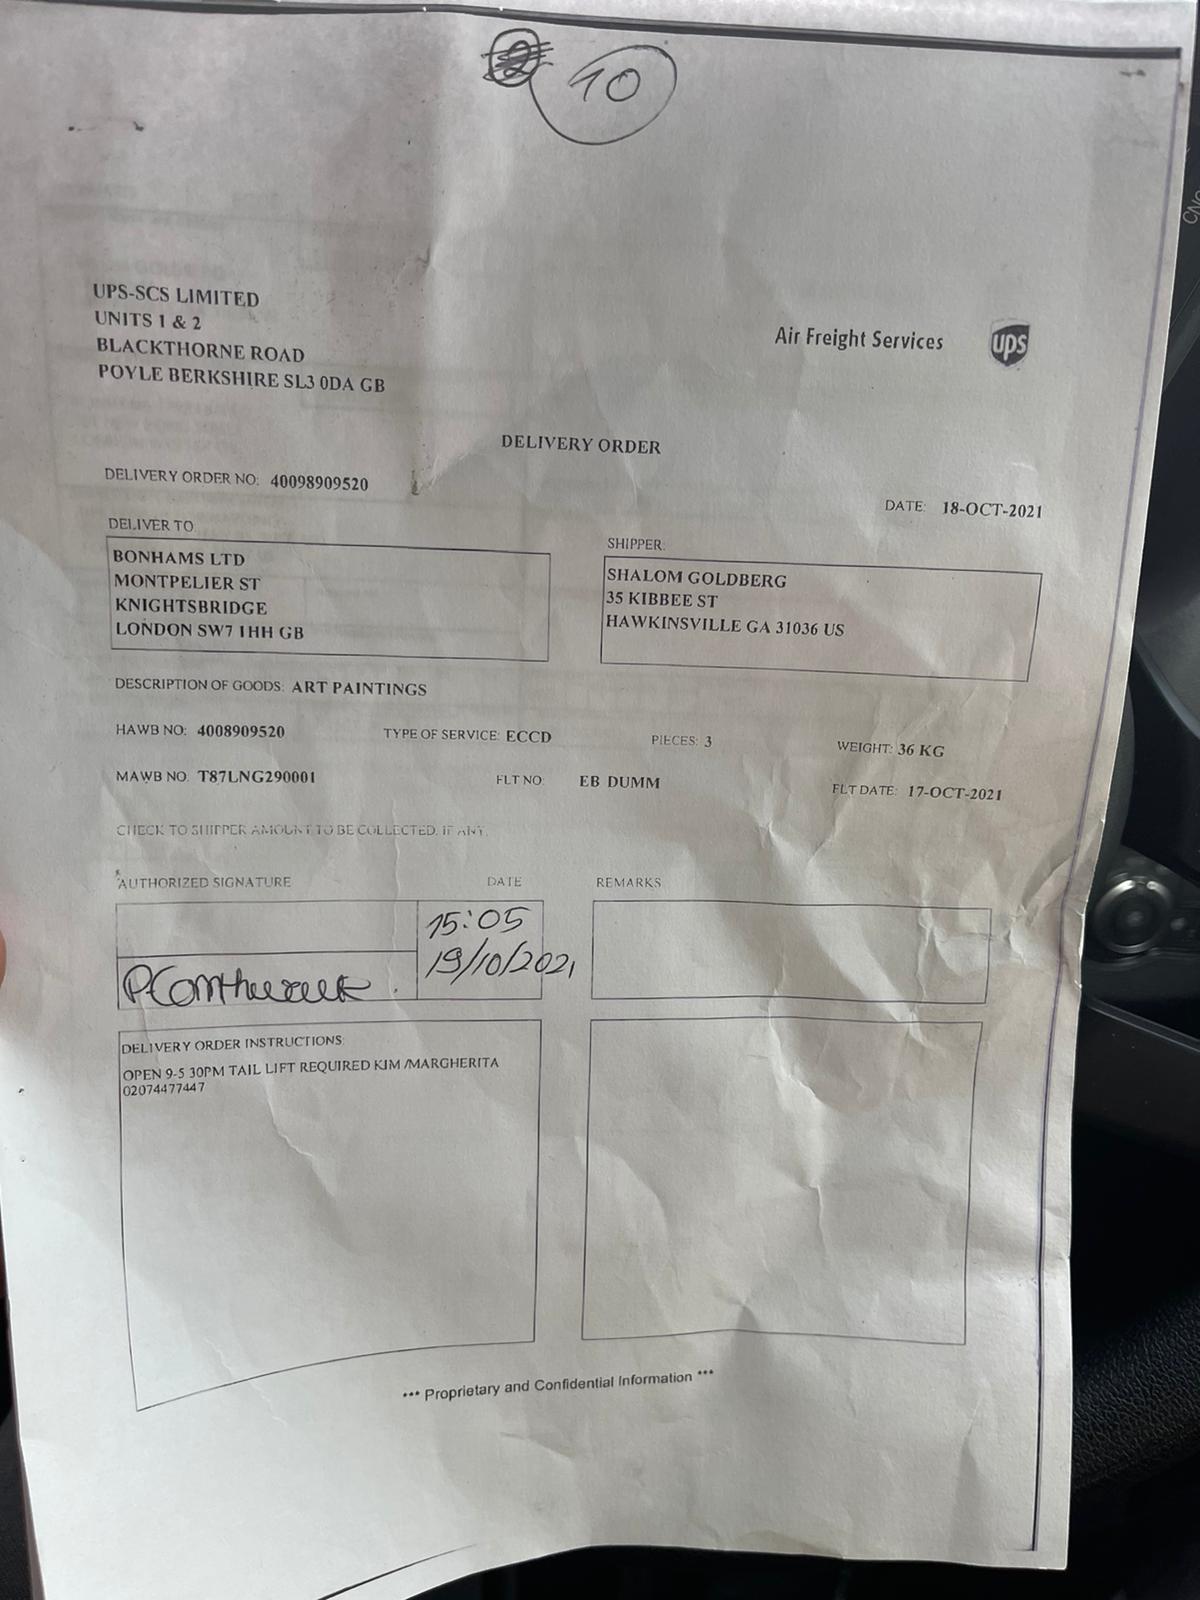 10
UPS-SCS LIMITED
UNITS 1 & 2
BLACKTHORNE ROAD
POYLE BERKSHIRE SL3 0DA GB
Air Freight Services
ups
DELIVERY ORDER
DELIVERY ORDER NO: 40098909520
DATE: 18-OCT-2021
DELIVER TO
BONHAMS LTD
MONTPELIER ST
KNIGHTSBRIDGE
LONDON SW7 1HH GB
SHIPPER:
SHALOM GOLDBERG
35 KIBBEE ST
HAWKINSVILLE GA 31036 US
DESCRIPTION OF GOODS: ART PAINTINGS
HAWB NO: 4008909520 TYPE OF SERVICE: ECCD PIECES: 3 WEIGHT: 36 KG
MAWB NO. T87LNG290001 FLT NO: EB DUMM FLT DATE: 17-OCT-2021
CHECK TO SHIPPER AMOUNT TO BE COLLECTED, IF ANY.
AUTHORIZED SIGNATURE DATE REMARKS
15:05
19/10/2021
DELIVERY ORDER INSTRUCTIONS:
OPEN 9-5 30PM TAIL LIFT REQUIRED KIM /MARGHERITA
02074477447
*** Proprietary and Confidential Information ***